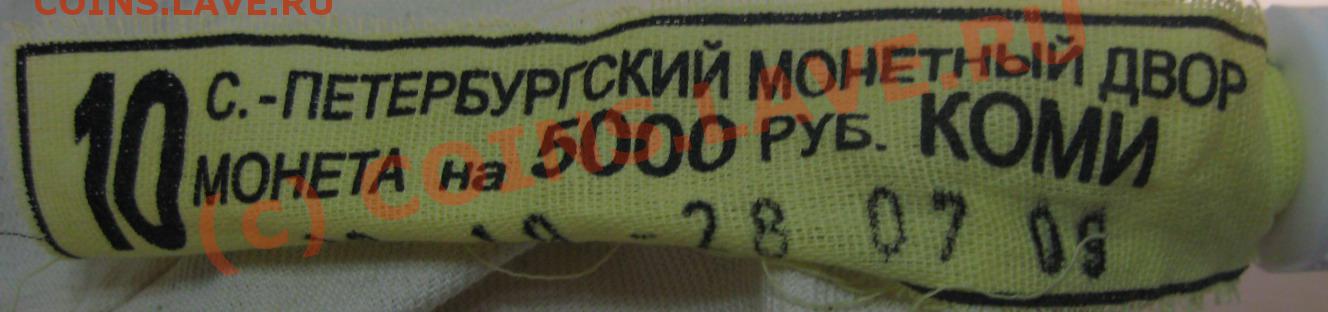 COINS.LAVE.RU
10
С.-ПЕТЕРБУРГСКИЙ МОНЕТНЫЙ ДВОР
МОНЕТА на 5000 РУБ. КОМИ
28 07 09
(c) COINS.LAVE.RU